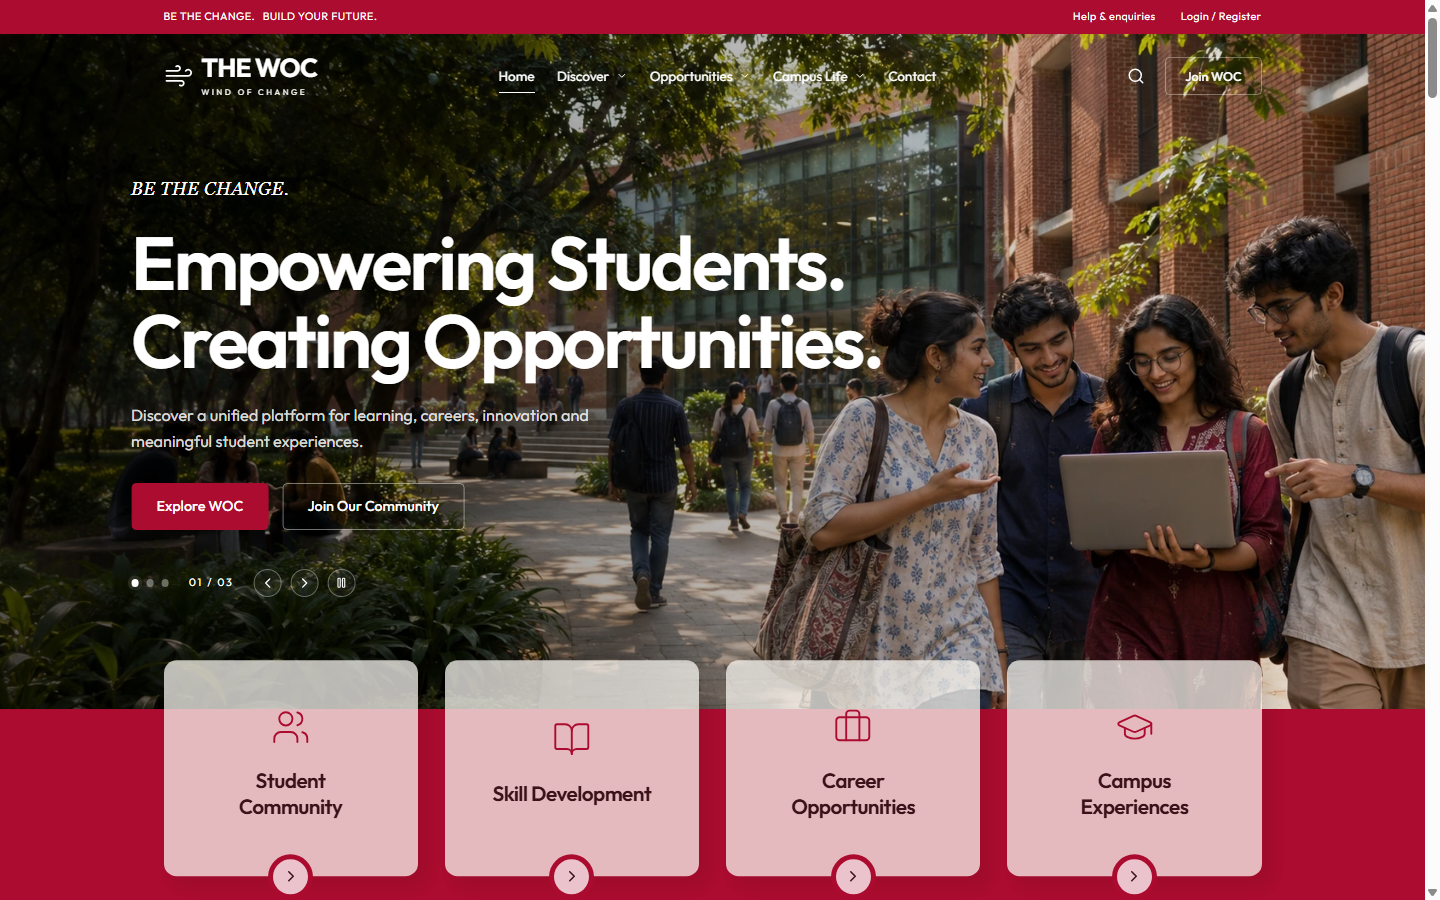 BE THE CHANGE. BUILD YOUR FUTURE.
Help & enquiries
Login / Register
THE WOC
WIND OF CHANGE
Home
Discover
Opportunities
Campus Life
Contact
Join WOC
BE THE CHANGE.
Empowering Students.
Creating Opportunities.
Discover a unified platform for learning, careers, innovation and
meaningful student experiences.
Explore WOC
Join Our Community
01 / 03
Student
Community
Skill Development
Career
Opportunities
Campus
Experiences